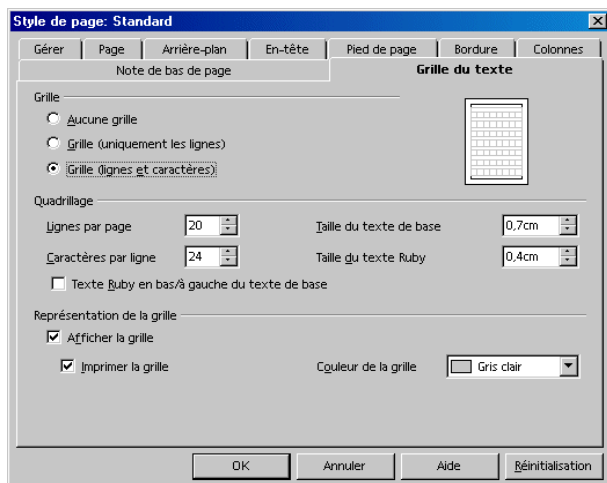 Style de page: Standard
Gérer Page Arrière-plan En-tête Pied de page Bordure Colonnes
Note de bas de page Grille du texte
Grille
Aucune grille
Grille (uniquement les lignes)
Grille (lignes et caractères)
Quadrillage
Lignes par page 20 Taille du texte de base 0,7cm
Caractères par ligne 24 Taille du texte Ruby 0,4cm
Texte Ruby en bas/à gauche du texte de base
Représentation de la grille
Afficher la grille
Imprimer la grille Couleur de la grille Gris clair
OK Annuler Aide Réinitialisation